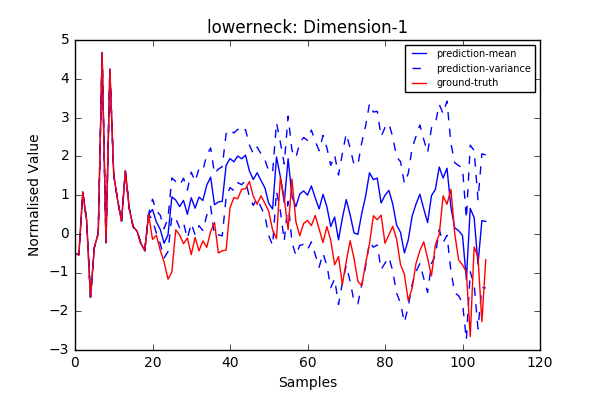 lowerneck: Dimension-1
5
4
3
2
1
0
−1
−2
−3
Normalised Value
prediction-mean
prediction-variance
ground-truth
0 20 40 60 80 100 120
Samples